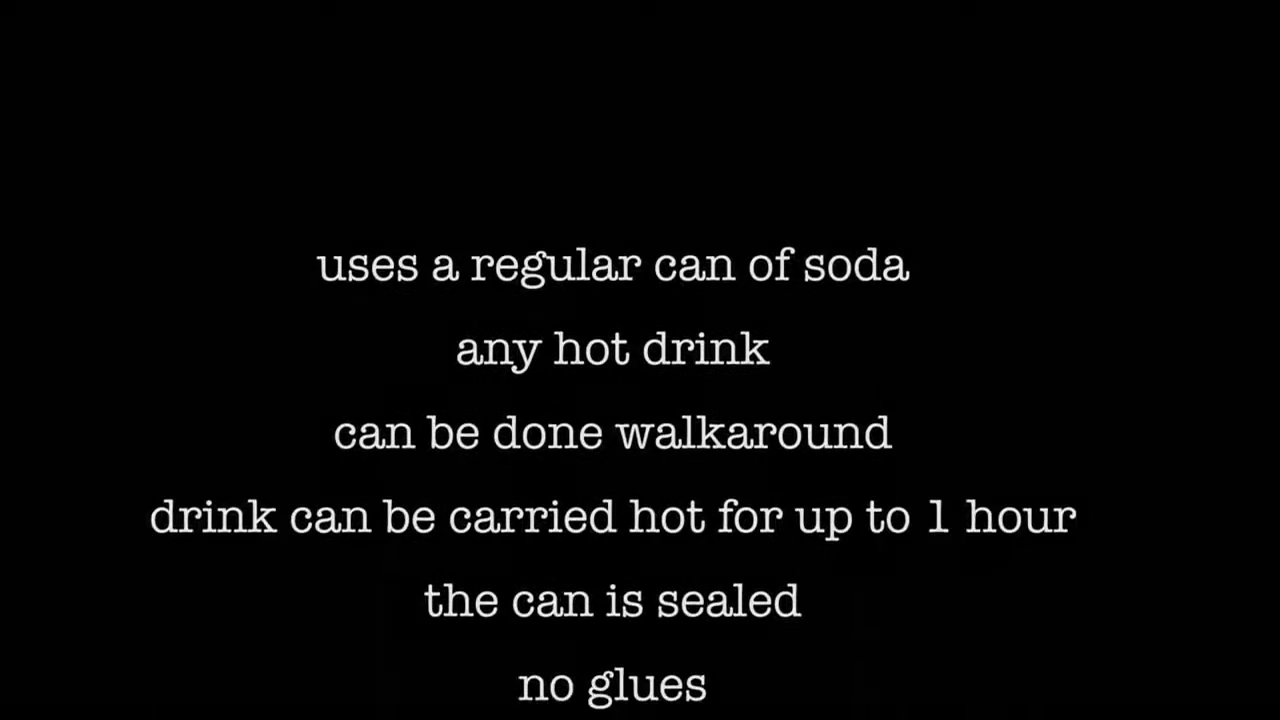 uses a regular can of soda
any hot drink
can be done walkaround
drink can be carried hot for up to 1 hour
the can is sealed
no glues